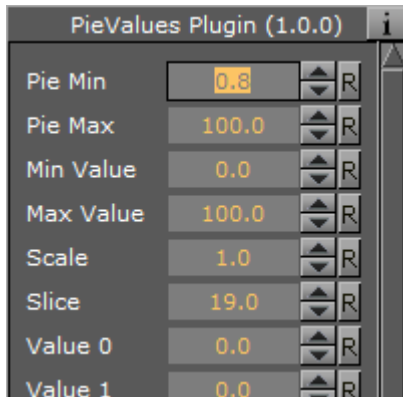 PieValues Plugin (1.0.0) i
Pie Min 0.8 R
Pie Max 100.0 R
Min Value 0.0 R
Max Value 100.0 R
Scale 1.0 R
Slice 19.0 R
Value 0 0.0 R
Value 1 0.0 R